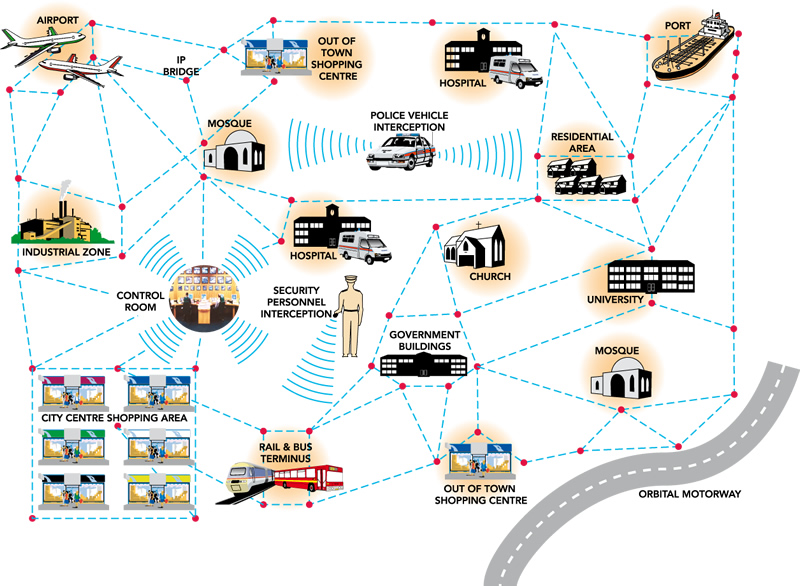 AIRPORT
IP
BRIDGE
OUT OF
TOWN
SHOPPING
CENTRE
HOSPITAL
PORT
MOSQUE
POLICE VEHICLE
INTERCEPTION
RESIDENTIAL
AREA
INDUSTRIAL ZONE
HOSPITAL
CHURCH
CONTROL
ROOM
SECURITY
PERSONNEL
INTERCEPTION
UNIVERSITY
GOVERNMENT
BUILDINGS
MOSQUE
CITY CENTRE SHOPPING AREA
RAIL & BUS
TERMINUS
OUT OF TOWN
SHOPPING CENTRE
ORBITAL MOTORWAY